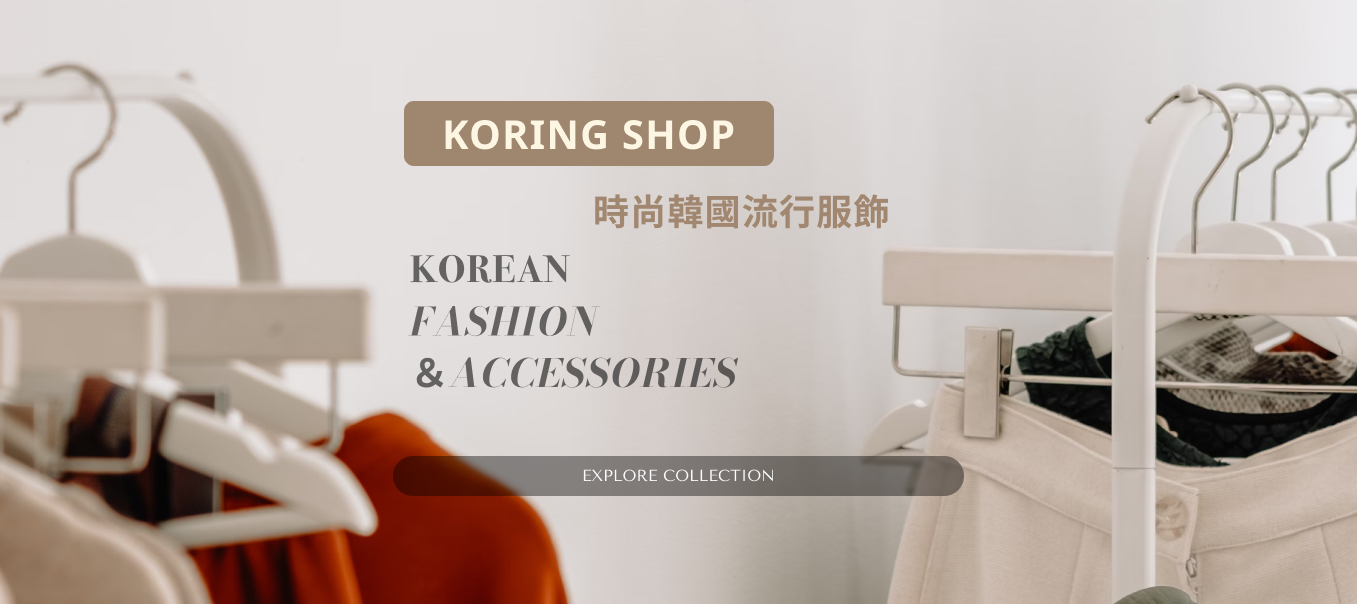 KORING SHOP
時尚韓國流行服飾
KOREAN
FASHION
& ACCESSORIES
EXPLORE COLLECTION